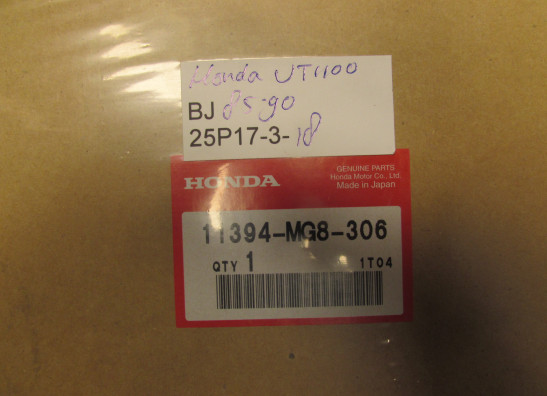 Honda VT1100
BJ 85-90
25P17-3-18
HONDA
GENUINE PARTS
Honda Motor Co., Ltd.
Made in Japan
11394-MG8-306
QTY 1
1T04